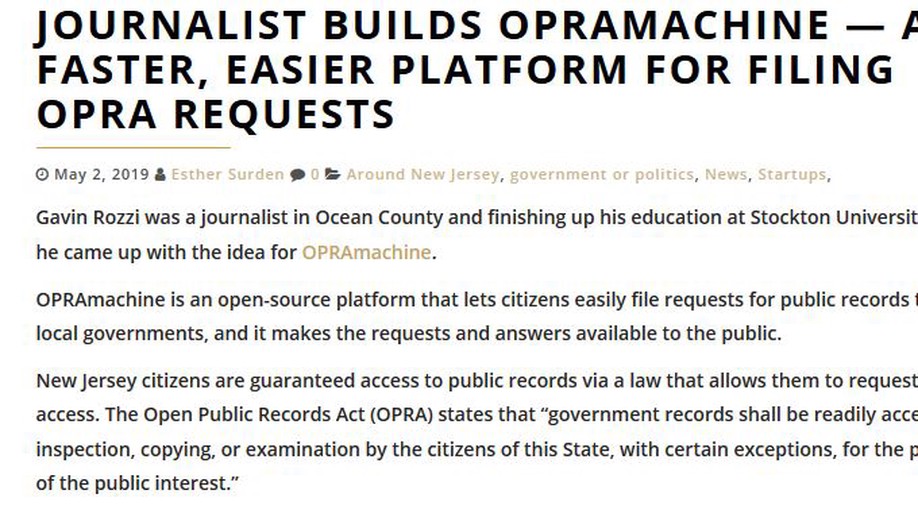 JOURNALIST BUILDS OPRAMACHINE — A
FASTER, EASIER PLATFORM FOR FILING
OPRA REQUESTS
May 2, 2019 Esther Surden 0 Around New Jersey, government or politics, News, Startups,
Gavin Rozzi was a journalist in Ocean County and finishing up his education at Stockton Universit
he came up with the idea for OPRAmachine.
OPRAmachine is an open-source platform that lets citizens easily file requests for public records t
local governments, and it makes the requests and answers available to the public.
New Jersey citizens are guaranteed access to public records via a law that allows them to request
access. The Open Public Records Act (OPRA) states that “government records shall be readily acce
inspection, copying, or examination by the citizens of this State, with certain exceptions, for the p
of the public interest.”